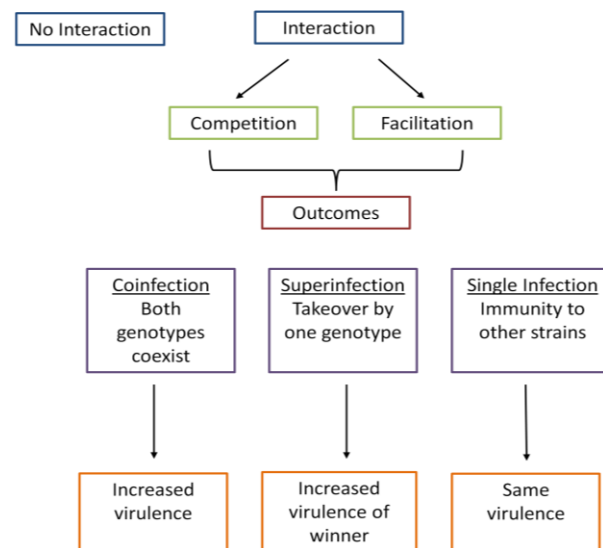 No Interaction
Interaction
Competition
Facilitation
Outcomes
Coinfection
Both
genotypes
coexist
Superinfection
Takeover by
one genotype
Single Infection
Immunity to
other strains
Increased
virulence
Increased
virulence of
winner
Same
virulence